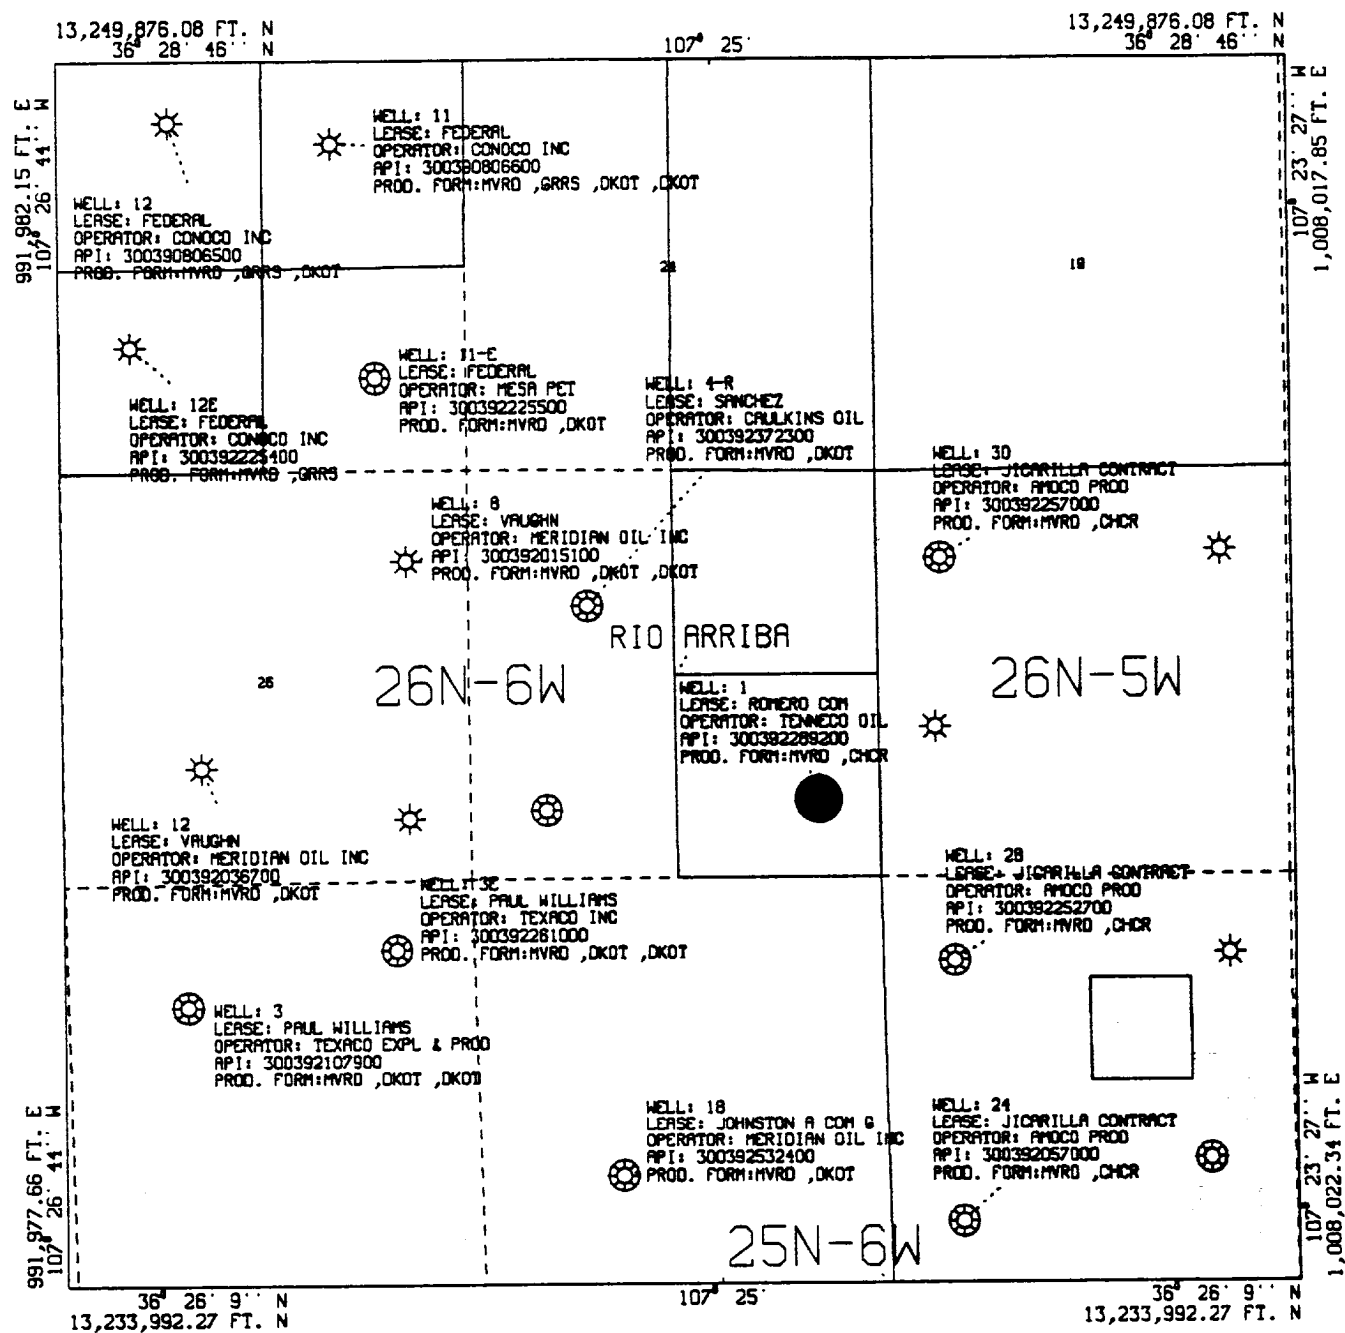 13,249,876.08 FT. N
36° 28' 46'' N
107° 25'
13,249,876.08 FT. N
36° 28' 46'' N
991,982.15 FT. E
107° 26' 44'' W
107° 23' 27'' W
1,008,017.85 FT. E
WELL: 11
LEASE: FEDERAL
OPERATOR: CONOCO INC
API: 300390806600
PROD. FORM:MVRD ,GRRS ,DKOT ,DKOT
WELL: 12
LEASE: FEDERAL
OPERATOR: CONOCO INC
API: 300390806500
PROD. FORM:MVRD ,GRRS ,DKOT
24
19
WELL: 11-E
LEASE: FEDERAL
OPERATOR: MESA PET
API: 300392225500
PROD. FORM:MVRD ,DKOT
WELL: 4-R
LEASE: SANCHEZ
OPERATOR: CAULKINS OIL
API: 300392372300
PROD. FORM:MVRD ,DKOT
WELL: 12E
LEASE: FEDERAL
OPERATOR: CONOCO INC
API: 300392225400
PROD. FORM:MVRD ,GRRS
WELL: 30
LEASE: JICARILLA CONTRACT
OPERATOR: AMOCO PROD
API: 300392257000
PROD. FORM:MVRD ,CHCR
WELL: 8
LEASE: VAUGHN
OPERATOR: MERIDIAN OIL INC
API: 300392015100
PROD. FORM:MVRD ,DKOT ,DKOT
RIO ARRIBA
25
26N-6W
26N-5W
WELL: 1
LEASE: ROMERO COM
OPERATOR: TENNECO OIL
API: 300392289200
PROD. FORM:MVRD ,CHCR
WELL: 12
LEASE: VAUGHN
OPERATOR: MERIDIAN OIL INC
API: 300392036700
PROD. FORM:MVRD ,DKOT
WELL: 28
LEASE: JICARILLA CONTRACT
OPERATOR: AMOCO PROD
API: 300392252700
PROD. FORM:MVRD ,CHCR
WELL: 3E
LEASE: PAUL WILLIAMS
OPERATOR: TEXACO INC
API: 300392261000
PROD. FORM:MVRD ,DKOT ,DKOT
WELL: 3
LEASE: PAUL WILLIAMS
OPERATOR: TEXACO EXPL & PROD
API: 300392107900
PROD. FORM:MVRD ,DKOT ,DKOT
WELL: 18
LEASE: JOHNSTON A COM G
OPERATOR: MERIDIAN OIL INC
API: 300392532400
PROD. FORM:MVRD ,DKOT
WELL: 24
LEASE: JICARILLA CONTRACT
OPERATOR: AMOCO PROD
API: 300392057000
PROD. FORM:MVRD ,CHCR
25N-6W
991,977.66 FT. E
107° 26' 44'' W
107° 23' 27'' W
1,008,022.34 FT. E
36° 26' 9'' N
13,233,992.27 FT. N
107° 25'
36° 26' 9'' N
13,233,992.27 FT. N